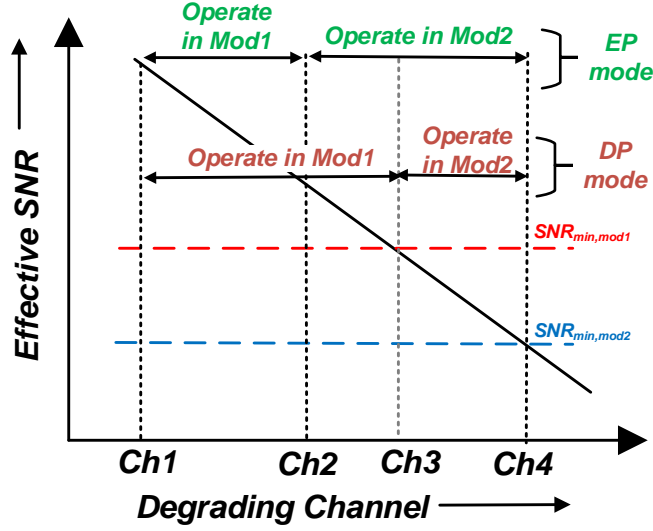 Operate
in Mod1
Operate in Mod2
EP
mode
Operate in Mod1
Operate
in Mod2
DP
mode
SNRmin,mod1
SNRmin,mod2
Effective SNR
Ch1
Ch2
Ch3
Ch4
Degrading Channel